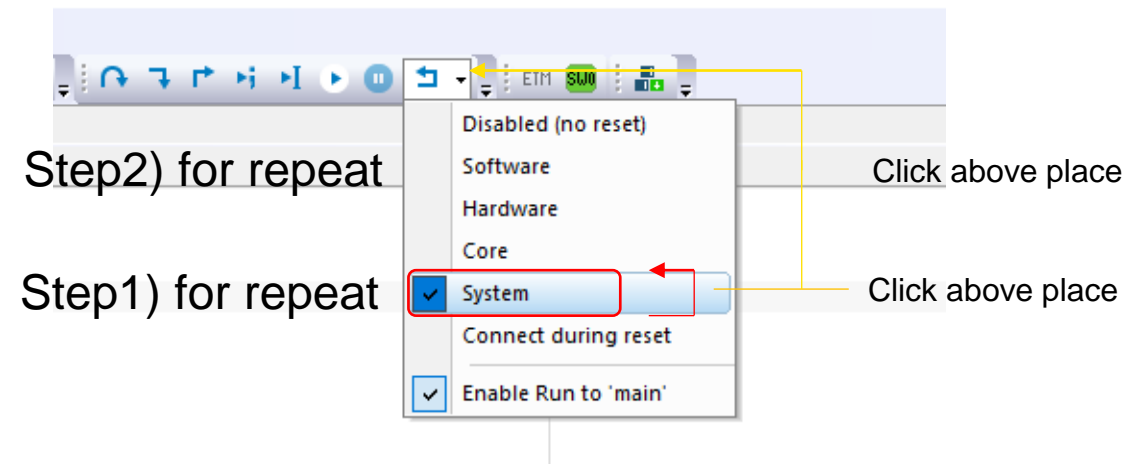 ETM SWO
Disabled (no reset)
Step2) for repeat Software Click above place
Hardware
Core
Step1) for repeat System Click above place
Connect during reset
Enable Run to 'main'